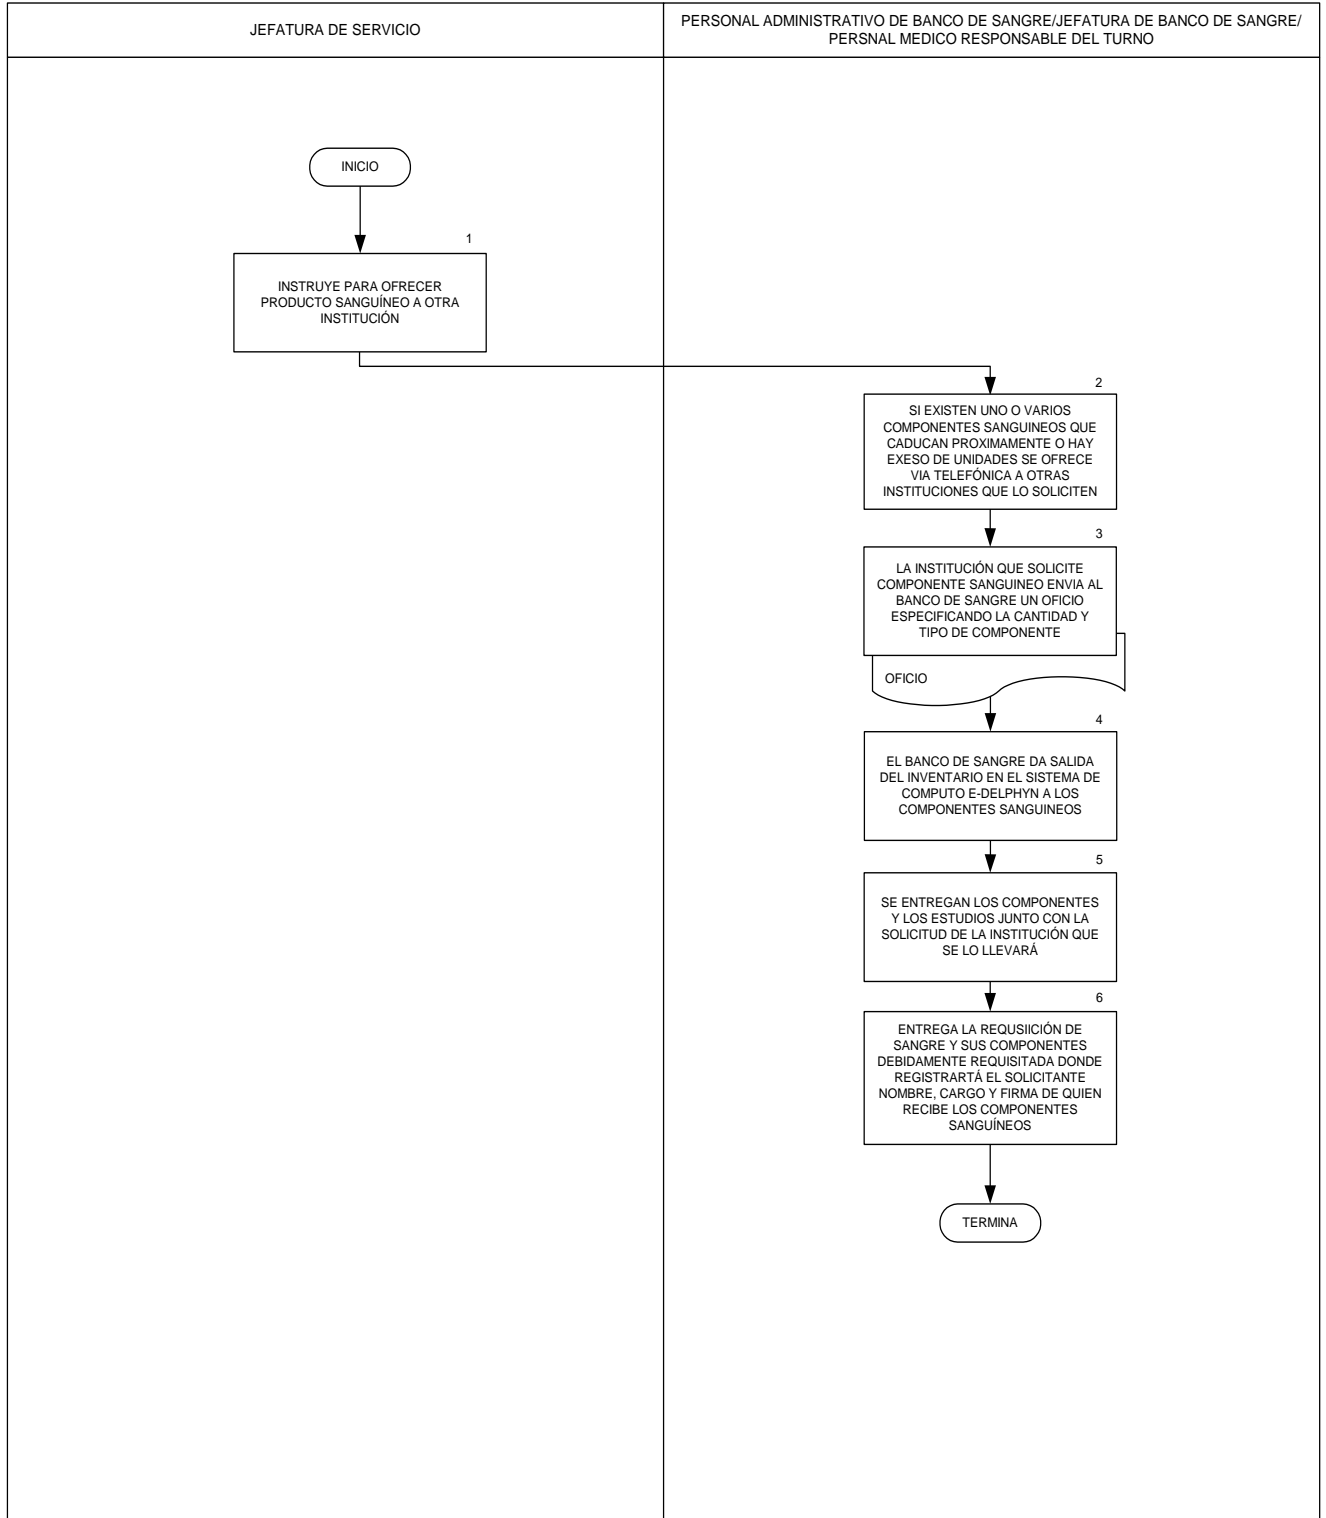 JEFATURA DE SERVICIO
PERSONAL ADMINISTRATIVO DE BANCO DE SANGRE/JEFATURA DE BANCO DE SANGRE/
PERSNAL MEDICO RESPONSABLE DEL TURNO
INICIO
1
INSTRUYE PARA OFRECER
PRODUCTO SANGUÍNEO A OTRA
INSTITUCIÓN
2
SI EXISTEN UNO O VARIOS
COMPONENTES SANGUINEOS QUE
CADUCAN PROXIMAMENTE O HAY
EXESO DE UNIDADES SE OFRECE
VIA TELEFÓNICA A OTRAS
INSTITUCIONES QUE LO SOLICITEN
3
LA INSTITUCIÓN QUE SOLICITE
COMPONENTE SANGUINEO ENVIA AL
BANCO DE SANGRE UN OFICIO
ESPECIFICANDO LA CANTIDAD Y
TIPO DE COMPONENTE
OFICIO
4
EL BANCO DE SANGRE DA SALIDA
DEL INVENTARIO EN EL SISTEMA DE
COMPUTO E-DELPHYN A LOS
COMPONENTES SANGUINEOS
5
SE ENTREGAN LOS COMPONENTES
Y LOS ESTUDIOS JUNTO CON LA
SOLICITUD DE LA INSTITUCIÓN QUE
SE LO LLEVARÁ
6
ENTREGA LA REQUSIICIÓN DE
SANGRE Y SUS COMPONENTES
DEBIDAMENTE REQUISITADA DONDE
REGISTRARTÁ EL SOLICITANTE
NOMBRE, CARGO Y FIRMA DE QUIEN
RECIBE LOS COMPONENTES
SANGUÍNEOS
TERMINA